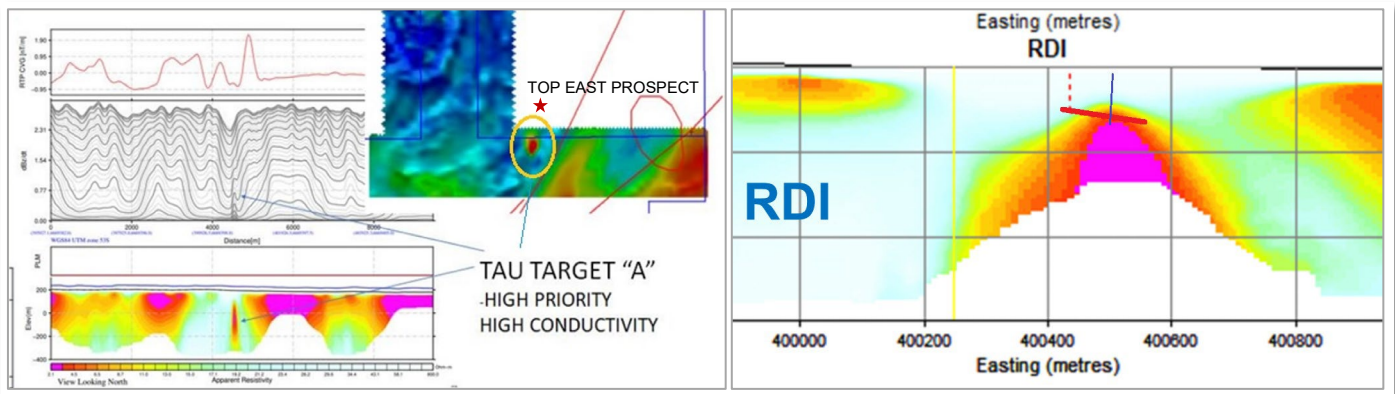 RTP CVG [nT/m]
1.90
0.95
0.00
-0.95
dBz/dt
2.31
1.54
0.77
0.00
0
2000
4000
6000
8000
Distance[m]
WGS84 UTM zone 53S
PLM
Elev(m)
200
0
-200
-400
View Looking North
Apparent Resistivity
Ohm-m
TOP EAST PROSPECT
TAU TARGET “A”
-HIGH PRIORITY
HIGH CONDUCTIVITY
Easting (metres)
RDI
RDI
400000
400200
400400
400600
400800
Easting (metres)